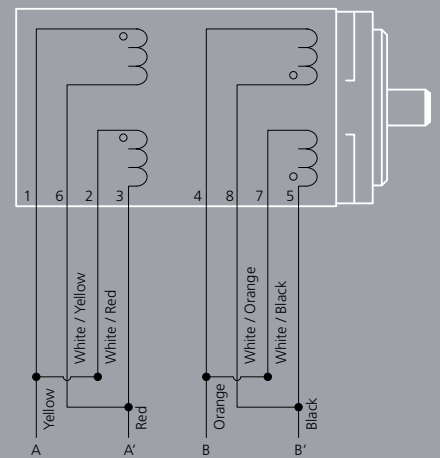 1 6 2 3 4 8 7 5
Yellow
White / Yellow
White / Red
Red
Orange
White / Orange
White / Black
Black
A A' B B'